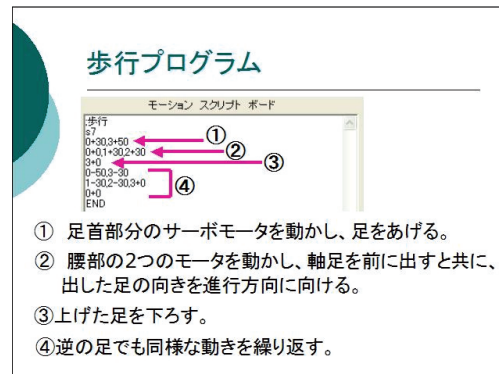 歩行プログラム
モーション スクリプト ボード
;歩行
s7
0+30,3+50
①
0+0,1+30,2+30
②
3+0
③
0-50,3-30
1-30,2-30,3+0
④
0+0
END
① 足首部分のサーボモータを動かし、足をあげる。
② 腰部の2つのモータを動かし、軸足を前に出すと共に、
出した足の向きを進行方向に向ける。
③上げた足を下ろす。
④逆の足でも同様な動きを繰り返す。